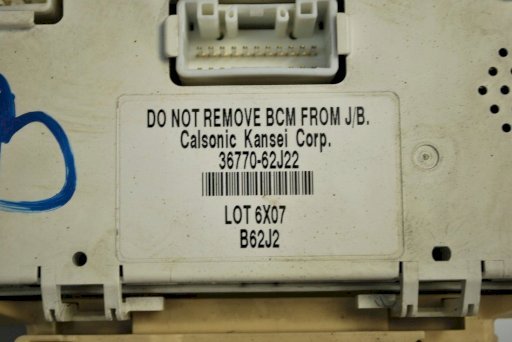 DO NOT REMOVE BCM FROM J/B.
Calsonic Kansei Corp.
36770-62J22
LOT 6X07
B62J2